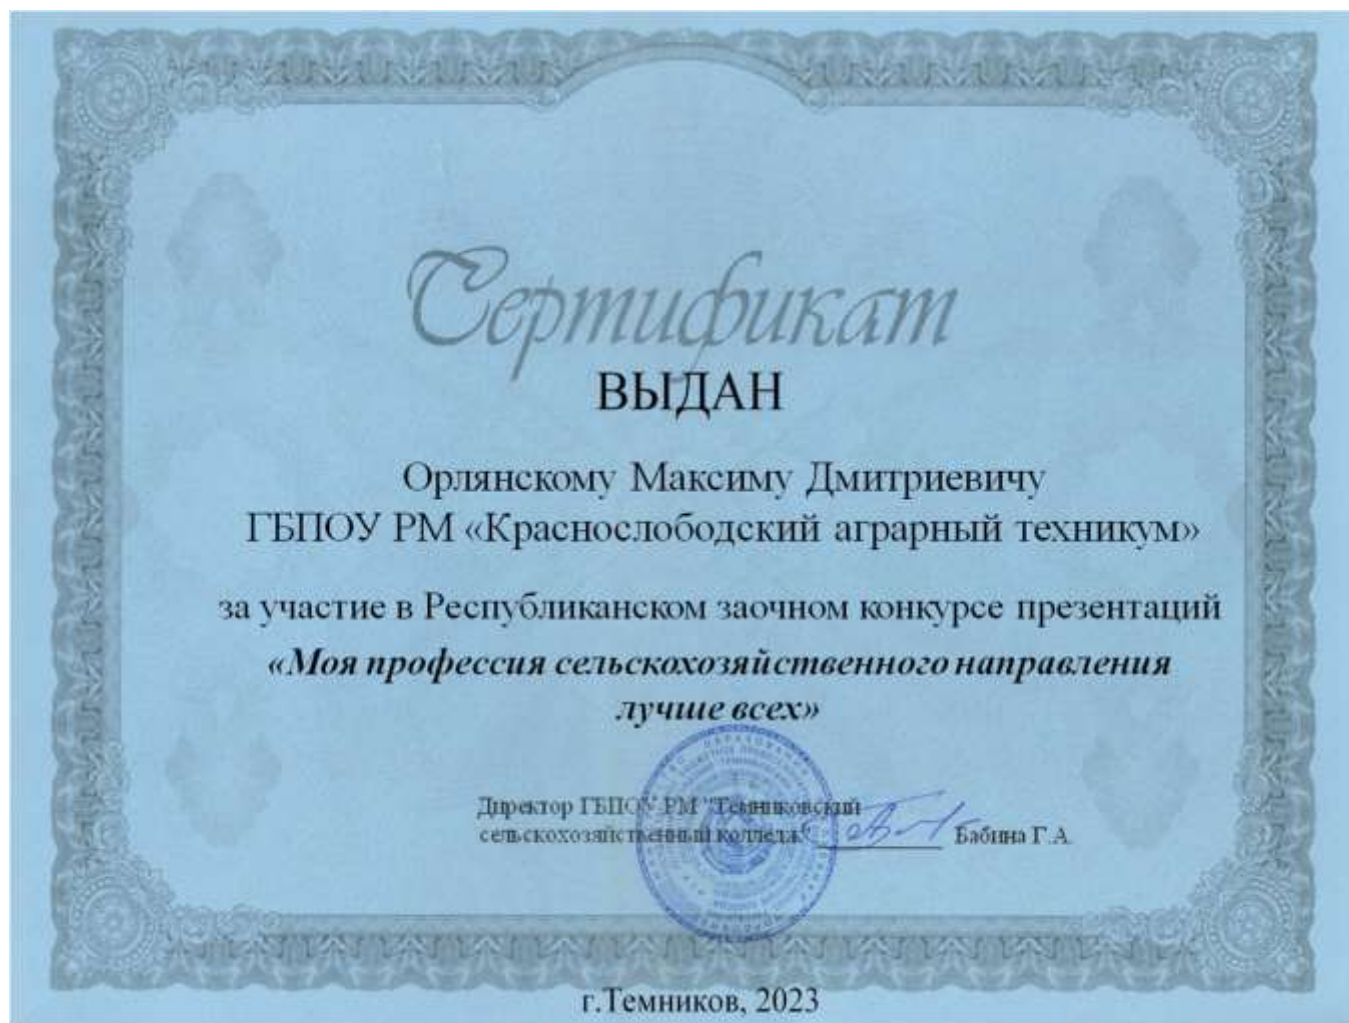 Сертификат
ВЫДАН
Орлянскому Максиму Дмитриевичу
ГБПОУ РМ «Краснослободский аграрный техникум»
за участие в Республиканском заочном конкурсе презентаций
«Моя профессия сельскохозяйственного направления
лучше всех»
Директор ГБПОУ РМ "Темниковский
сельскохозяйственный колледж" Бабина Г.А.
г.Темников, 2023